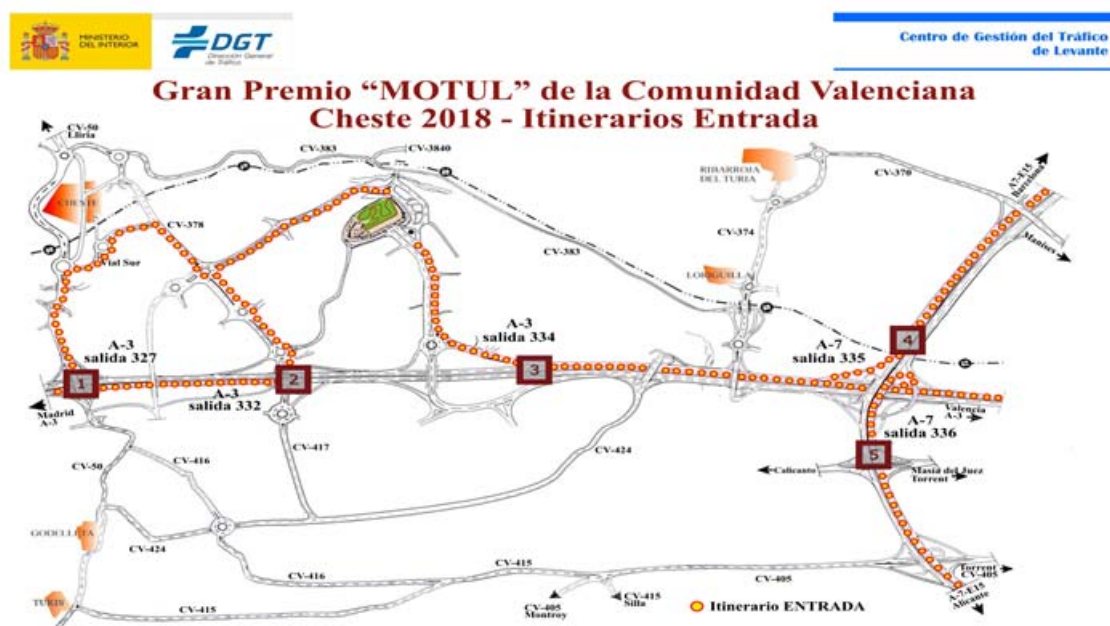 MINISTERIO
DEL INTERIOR
DGT
Dirección General
de Tráfico
Centro de Gestión del Tráfico
de Levante
Gran Premio “MOTUL” de la Comunidad Valenciana
Cheste 2018 - Itinerarios Entrada
CV-50
Lliria
CV-383
CV-3840
RIBARROJA
DEL TURIA
CV-370
A7-E15
Barcelona
CHESTE
CV-378
CV-374
Manises
CV-383
Vial Sur
LORIGUILLA
A-3
salida 327
A-3
salida 334
A-7
salida 335
4
1
2
3
Madrid
A-3
A-3
salida 332
Valencia
A-3
A-7
salida 336
CV-417
CV-424
5
CV-50
CV-416
Calicanto
Masía del Juez
Torrent
GODELLETA
CV-424
CV-416
CV-415
CV-405
Torrent
CV-405
TURIS
CV-415
CV-405
Montroy
CV-415
Silla
Itinerario ENTRADA
A-7-E15
Alicante